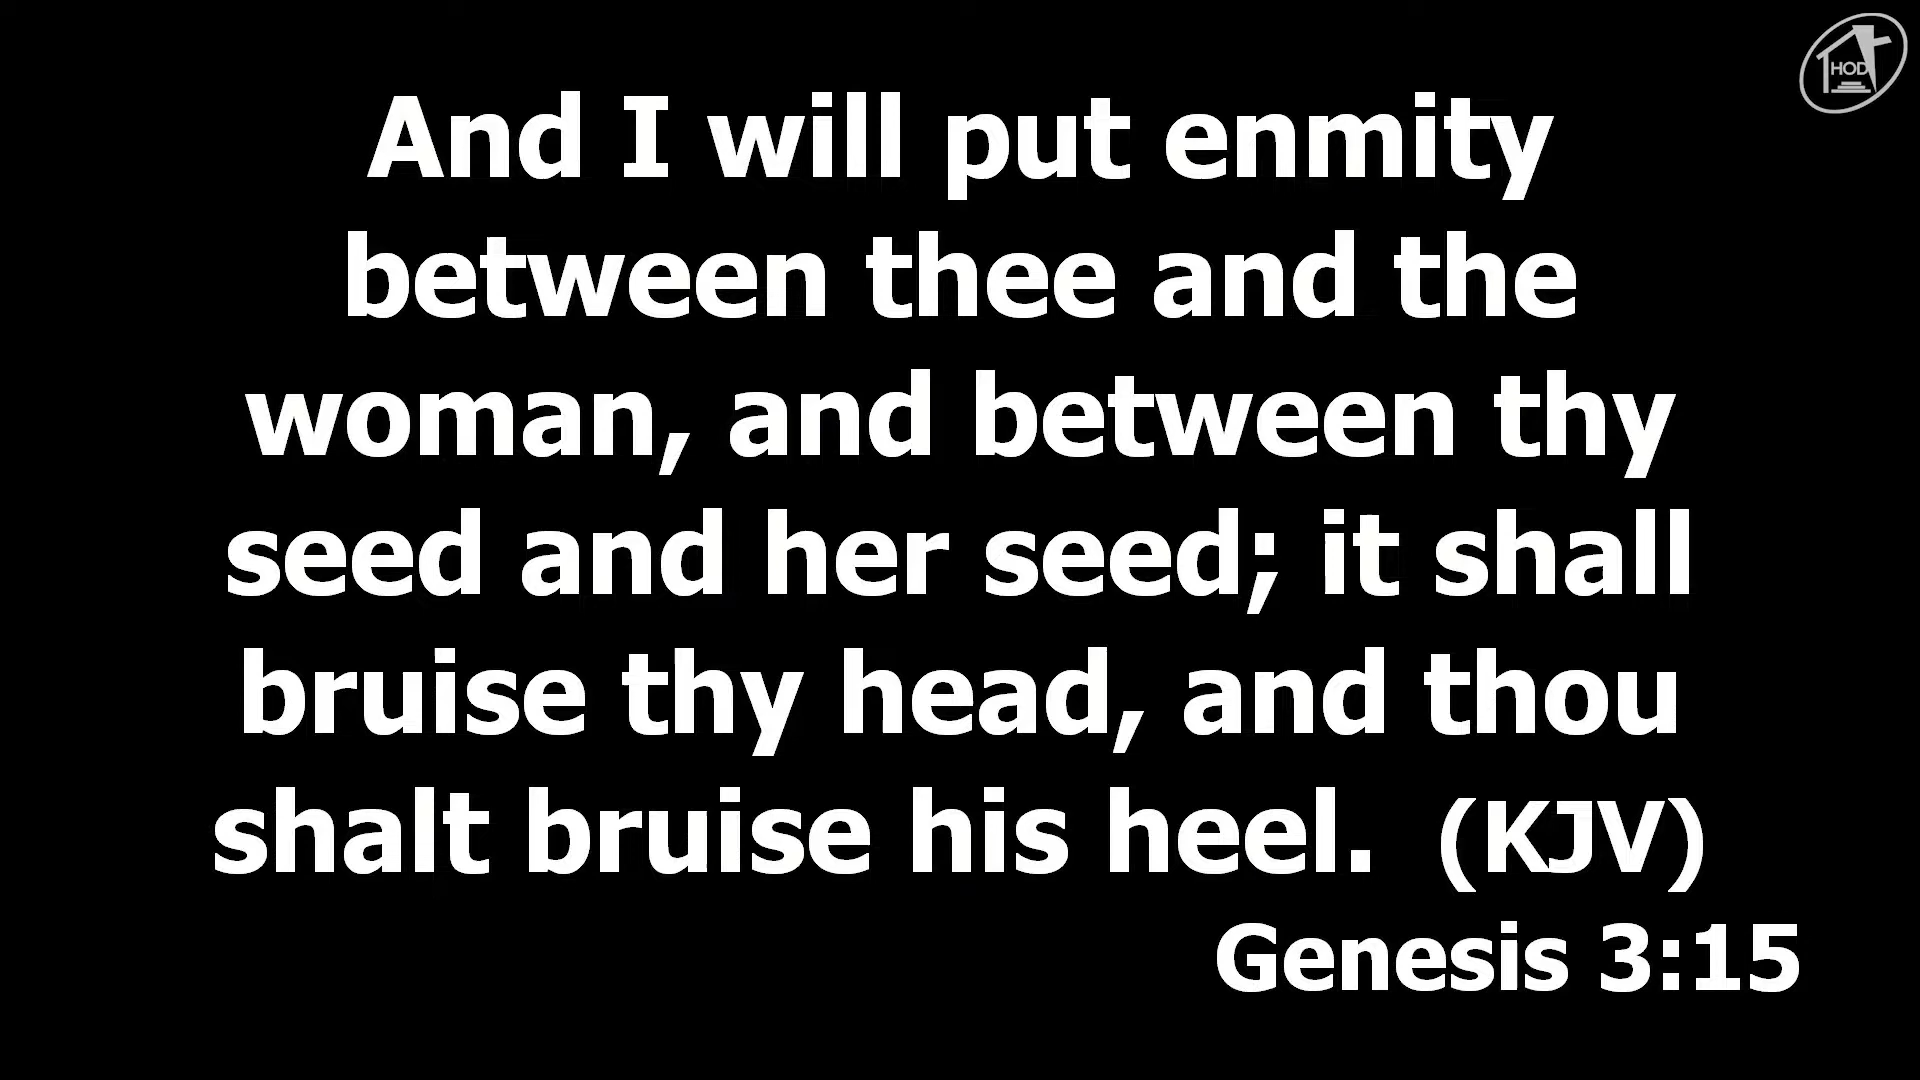 HOD
And I will put enmity
between thee and the
woman, and between thy
seed and her seed; it shall
bruise thy head, and thou
shalt bruise his heel.  (KJV)
Genesis 3:15